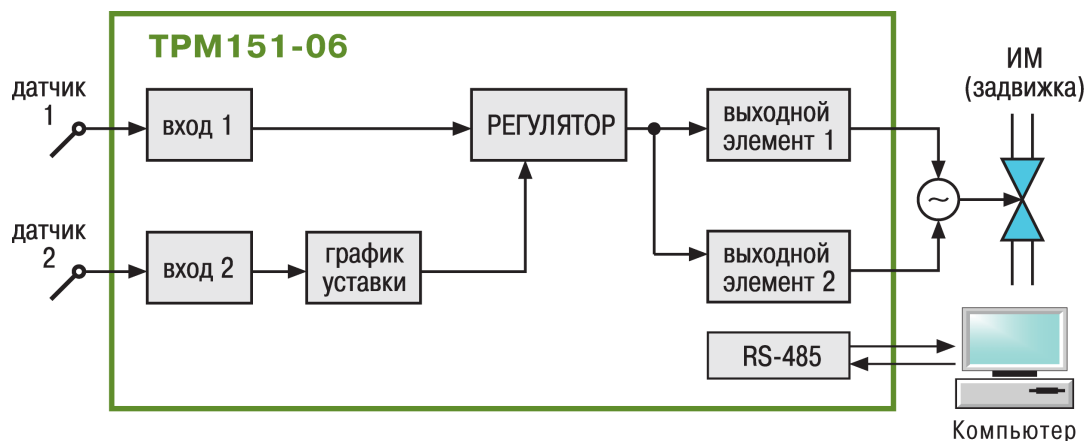 ТРМ151-06
датчик
1
вход 1
РЕГУЛЯТОР
выходной
элемент 1
ИМ
(задвижка)
~
датчик
2
вход 2
график
уставки
выходной
элемент 2
RS-485
Компьютер